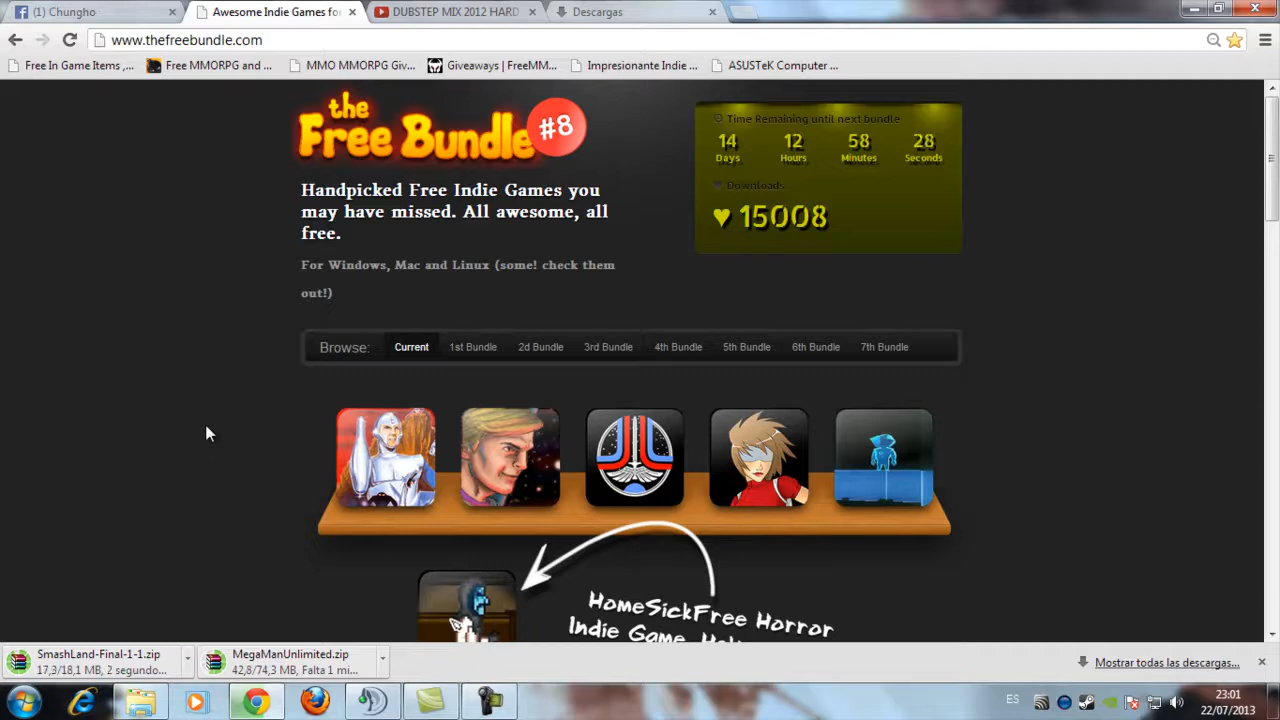 (1) Chungho
Awesome Indie Games fo
DUBSTEP MIX 2012 HARD
Descargas
www.thefreebundle.com
Free In Game Items ,...
Free MMORPG and ...
MMO MMORPG Giv...
Giveaways | FreeMM...
Impresionante Indie ...
ASUSTeK Computer ...
the
Free Bundle #8
Handpicked Free Indie Games you
may have missed. All awesome, all
free.
For Windows, Mac and Linux (some! check them
out!)
Time Remaining until next bundle
14 12 58 28
Days Hours Minutes Seconds
Downloads
♥ 15008
Browse: Current 1st Bundle 2d Bundle 3rd Bundle 4th Bundle 5th Bundle 6th Bundle 7th Bundle
HomeSickFree Horror
Indie Game.
SmashLand-Final-1-1.zip
17,3/18,1 MB, 2 segundo...
MegaManUnlimited.zip
42,8/74,3 MB, Falta 1 mi...
Mostrar todas las descargas...
ES
23:01
22/07/2013